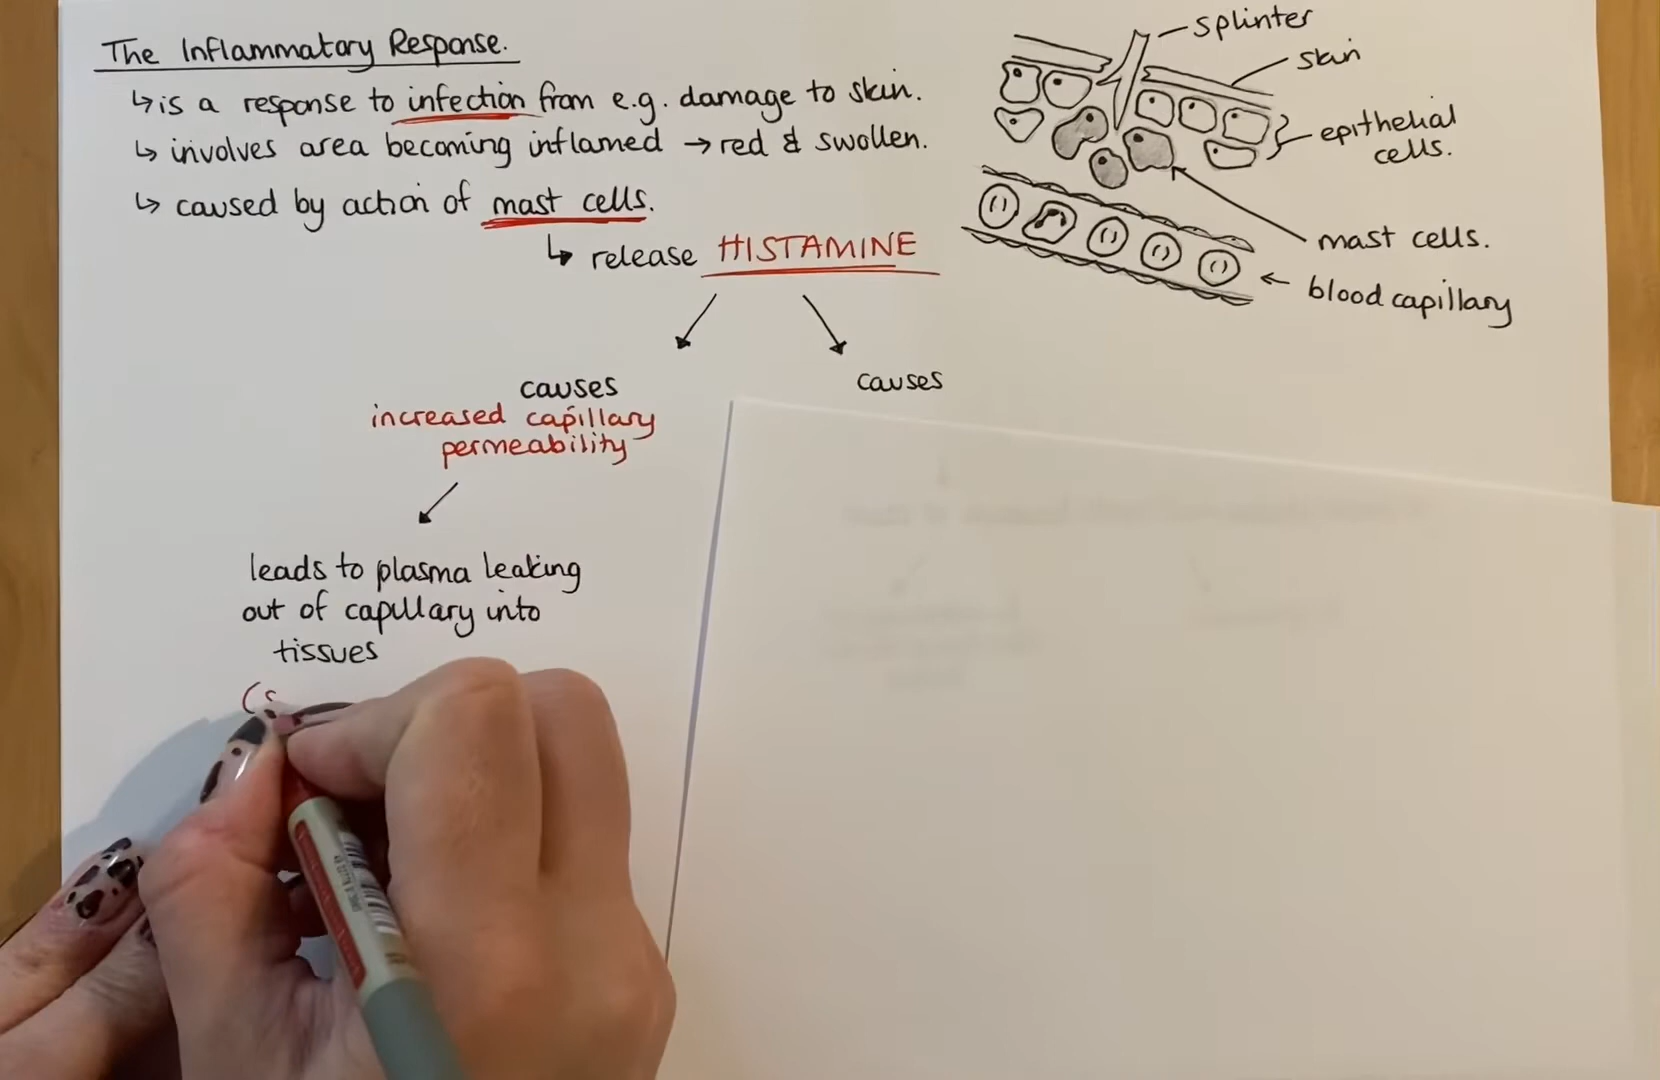 The Inflammatory Response.
↳ is a response to infection from e.g. damage to skin.
↳ involves area becoming inflamed → red & swollen.
↳ caused by action of mast cells.
↳ release HISTAMINE
causes
increased capillary
permeability
leads to plasma leaking
out of capillary into
tissues
(s
causes
splinter
skin
epithelial
cells.
mast cells.
blood capillary